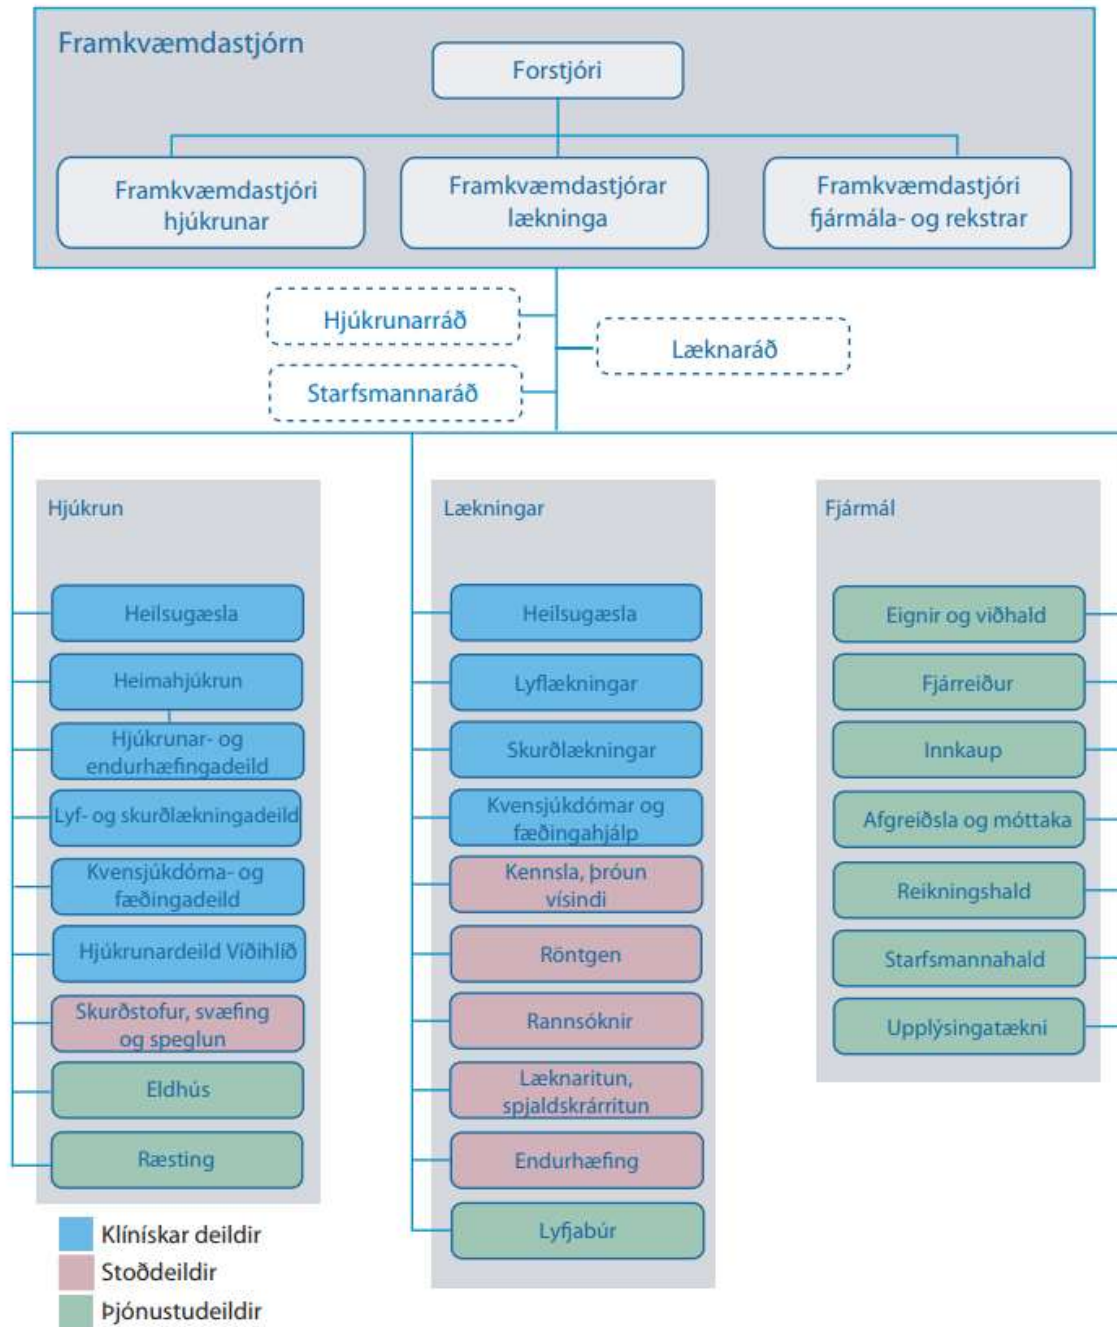 Framkvæmdastjórn
Forstjóri
Framkvæmdastjóri
hjúkrunar
Framkvæmdastjórar
lækninga
Framkvæmdastjóri
fjármála- og rekstrar
Hjúkrunarráð
Læknaráð
Starfsmannaráð
Hjúkrun
Heilsugæsla
Heimahjúkrun
Hjúkrunar- og
endurhæfingadeild
Lyf- og skurðlækningadeild
Kvensjúkdóma- og
fæðingadeild
Hjúkrunardeild Víðihlíð
Skurðstofur, svæfing
og speglun
Eldhús
Ræsting
Lækningar
Heilsugæsla
Lyflækningar
Skurðlækningar
Kvensjúkdómar og
fæðingahjálp
Kennsla, þróun
vísindi
Röntgen
Rannsóknir
Læknaritun,
spjaldskrárritun
Endurhæfing
Lyfjabúr
Fjármál
Eignir og viðhald
Fjárreiður
Innkaup
Afgreiðsla og móttaka
Reikningshald
Starfsmannahald
Upplýsingatækni
Klínískar deildir
Stoðdeildir
Þjónustudeildir